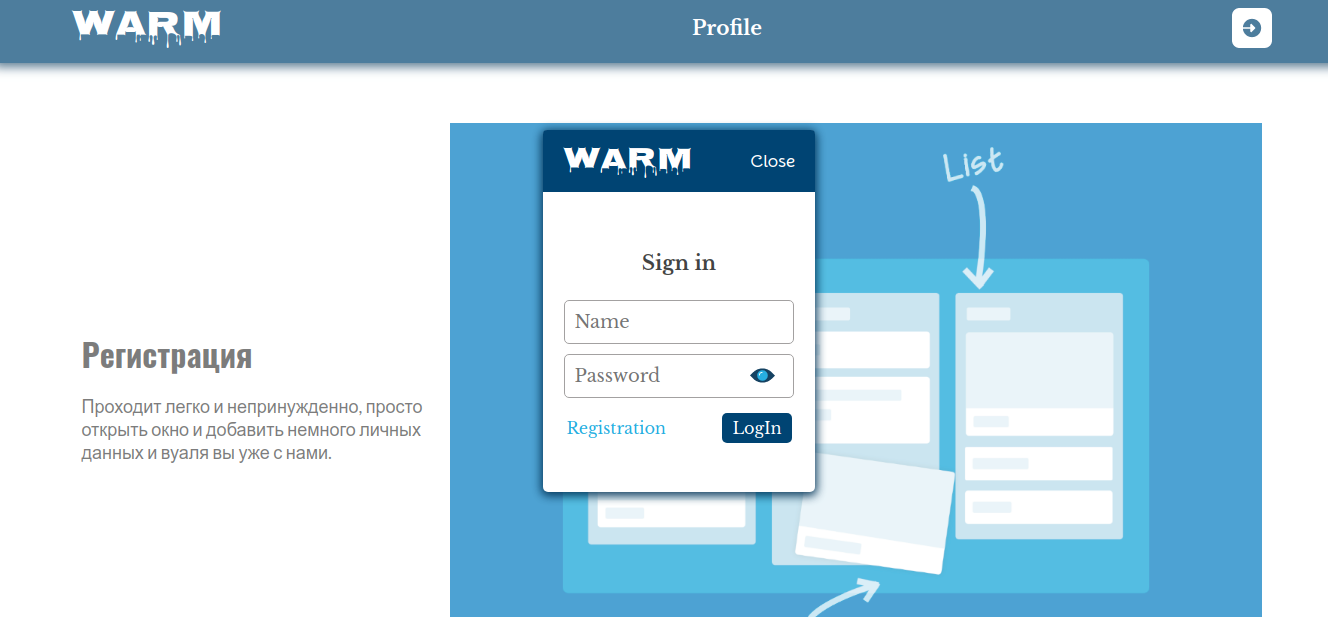 WARM
Profile
WARM
Close
Sign in
Name
Password
Registration
LogIn
List
Регистрация
Проходит легко и непринужденно, просто
открыть окно и добавить немного личных
данных и вуаля вы уже с нами.